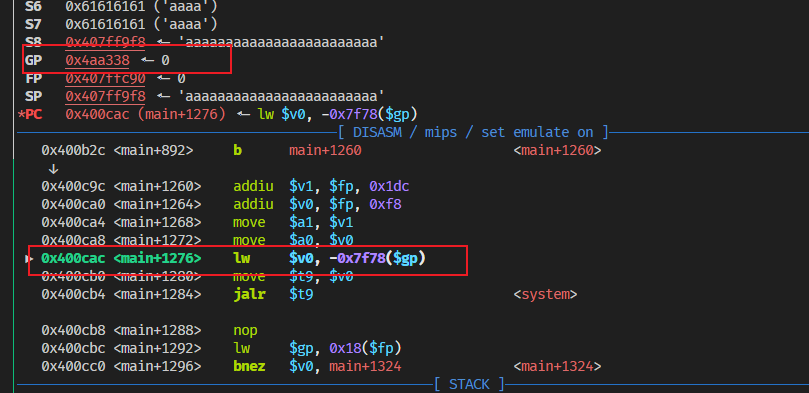 S6 0x61616161 ('aaaa')
S7 0x61616161 ('aaaa')
S8 0x407ff9f8 ← 'aaaaaaaaaaaaaaaaaaaaaaaa'
GP 0x4aa338 ← 0
FP 0x407ffc90 ← 0
SP 0x407ff9f8 ← 'aaaaaaaaaaaaaaaaaaaaaaaa'
*PC 0x400cac (main+1276) ← lw $v0, -0x7f78($gp)
[ DISASM / mips / set emulate on ]
0x400b2c <main+892> b main+1260 <main+1260>
↓
0x400c9c <main+1260> addiu $v1, $fp, 0x1dc
0x400ca0 <main+1264> addiu $v0, $fp, 0xf8
0x400ca4 <main+1268> move $a1, $v1
0x400ca8 <main+1272> move $a0, $v0
► 0x400cac <main+1276> lw $v0, -0x7f78($gp)
0x400cb0 <main+1280> move $t9, $v0
0x400cb4 <main+1284> jalr $t9 <system>
0x400cb8 <main+1288> nop
0x400cbc <main+1292> lw $gp, 0x18($fp)
0x400cc0 <main+1296> bnez $v0, main+1324 <main+1324>
[ STACK ]